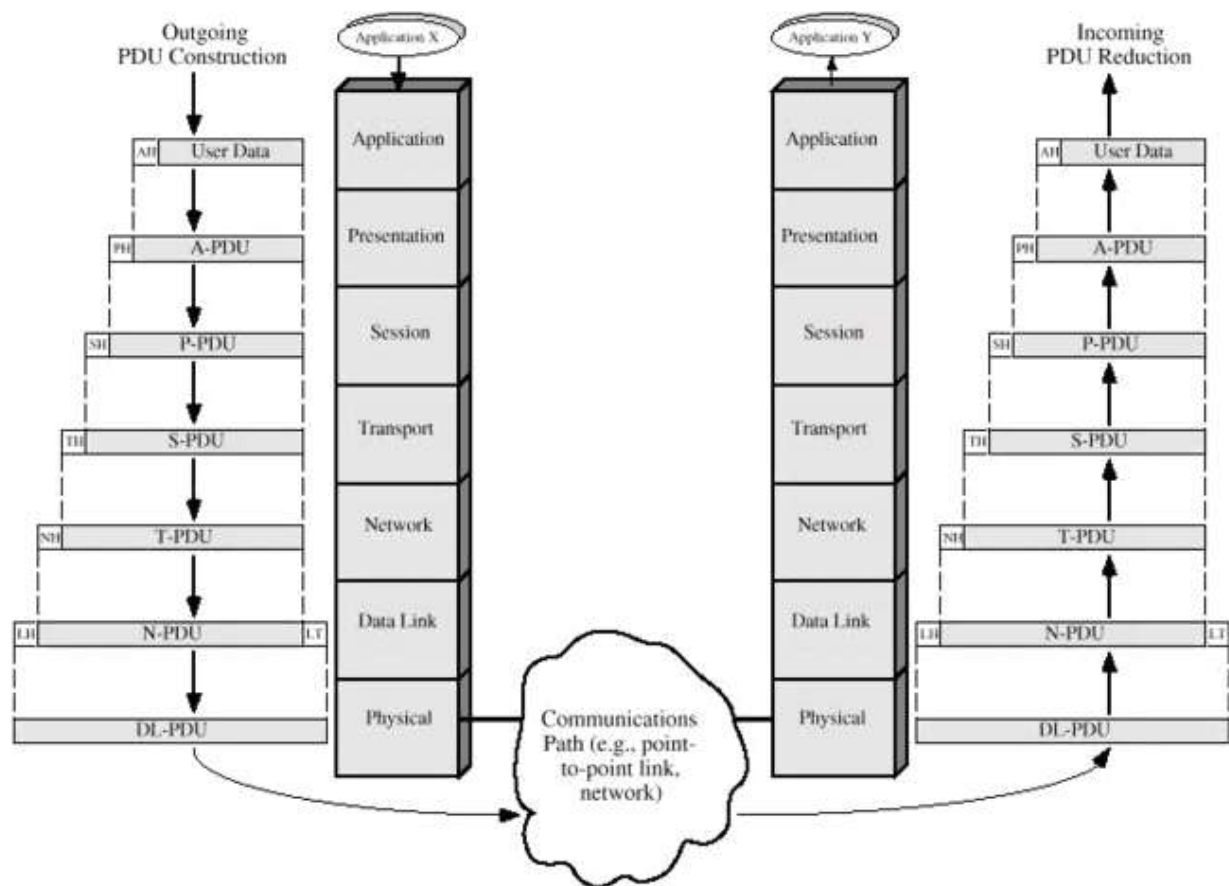 Outgoing
PDU Construction
Application X
Application Y
Incoming
PDU Reduction
AH User Data
Application
Application
AH User Data
PH A-PDU
Presentation
Presentation
PH A-PDU
SH P-PDU
Session
Session
SH P-PDU
TH S-PDU
Transport
Transport
TH S-PDU
NH T-PDU
Network
Network
NH T-PDU
LH N-PDU LT
Data Link
Data Link
LH N-PDU LT
DL-PDU
Physical
Communications
Path (e.g., point-
to-point link,
network)
Physical
DL-PDU